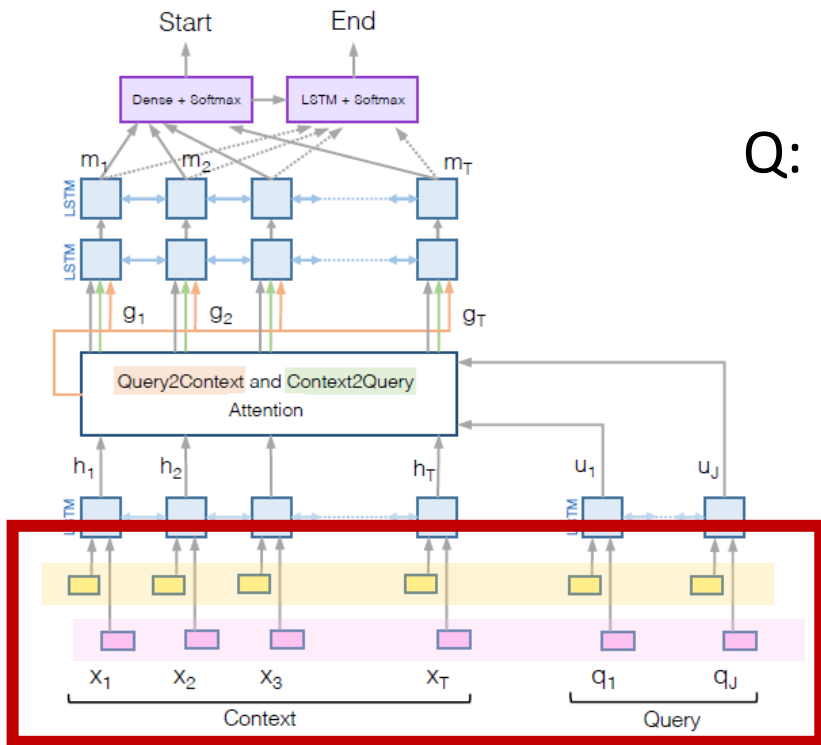 Start End
Dense + Softmax LSTM + Softmax
Q:
m1 m2 mT
LSTM
LSTM
g1 g2 gT
Query2Context and Context2Query
Attention
h1 h2 hT u1 uJ
LSTM LSTM
x1 x2 x3 xT q1 qJ
Context Query